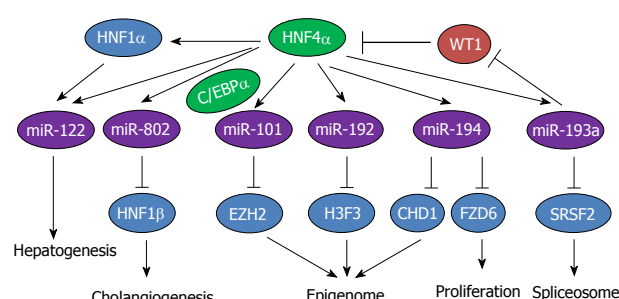 HNF1α HNF4α WT1
C/EBPα
miR-122 miR-802 miR-101 miR-192 miR-194 miR-193a
HNF1β EZH2 H3F3 CHD1 FZD6 SRSF2
Hepatogenesis
Cholangiogenesis Epigenome Proliferation Spliceosome